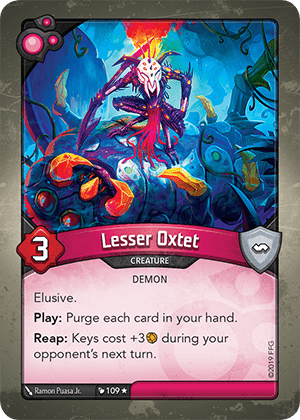 Lesser Oxtet
3
CREATURE
DEMON
Elusive.
Play: Purge each card in your hand.
Reap: Keys cost +3 during your
opponent's next turn.
Ramon Puasa Jr.
109
©2019 FFG